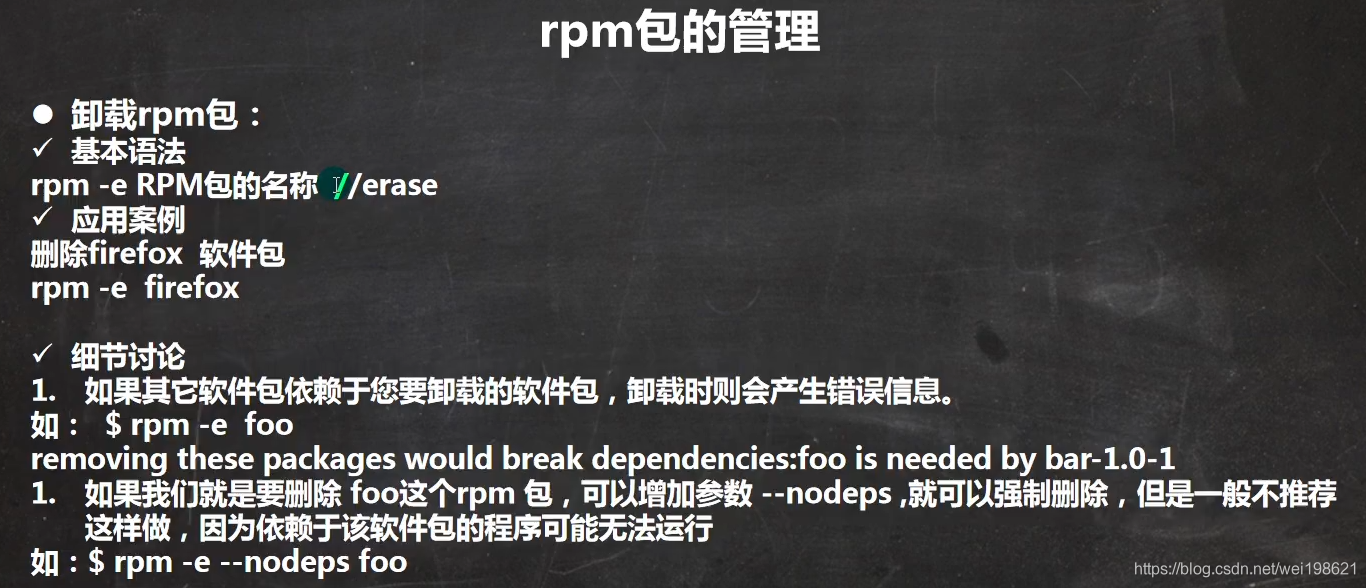 rpm包的管理
● 卸载rpm包：
✓ 基本语法
rpm -e RPM包的名称 //erase
✓ 应用案例
删除firefox 软件包
rpm -e firefox
✓ 细节讨论
1. 如果其它软件包依赖于您要卸载的软件包，卸载时则会产生错误信息。
如： $ rpm -e foo
removing these packages would break dependencies:foo is needed by bar-1.0-1
1. 如果我们就是要删除 foo这个rpm 包，可以增加参数 --nodeps ,就可以强制删除，但是一般不推荐
这样做，因为依赖于该软件包的程序可能无法运行
如：$ rpm -e --nodeps foo
https://blog.csdn.net/wei198621